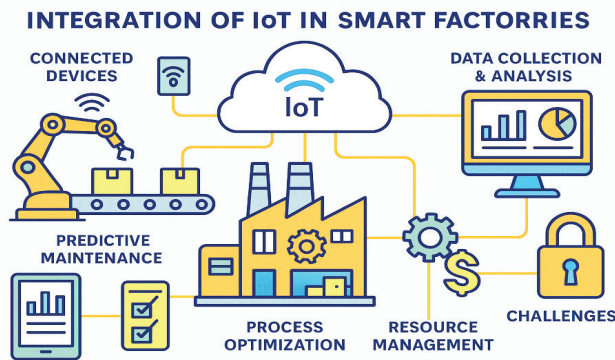 INTEGRATION OF IoT IN SMART FACTORRIES
CONNECTED
DEVICES
IoT
DATA COLLECTION
& ANALYSIS
PREDICTIVE
MAINTENANCE
PROCESS
OPTIMIZATION
RESOURCE
MANAGEMENT
$
CHALLENGES